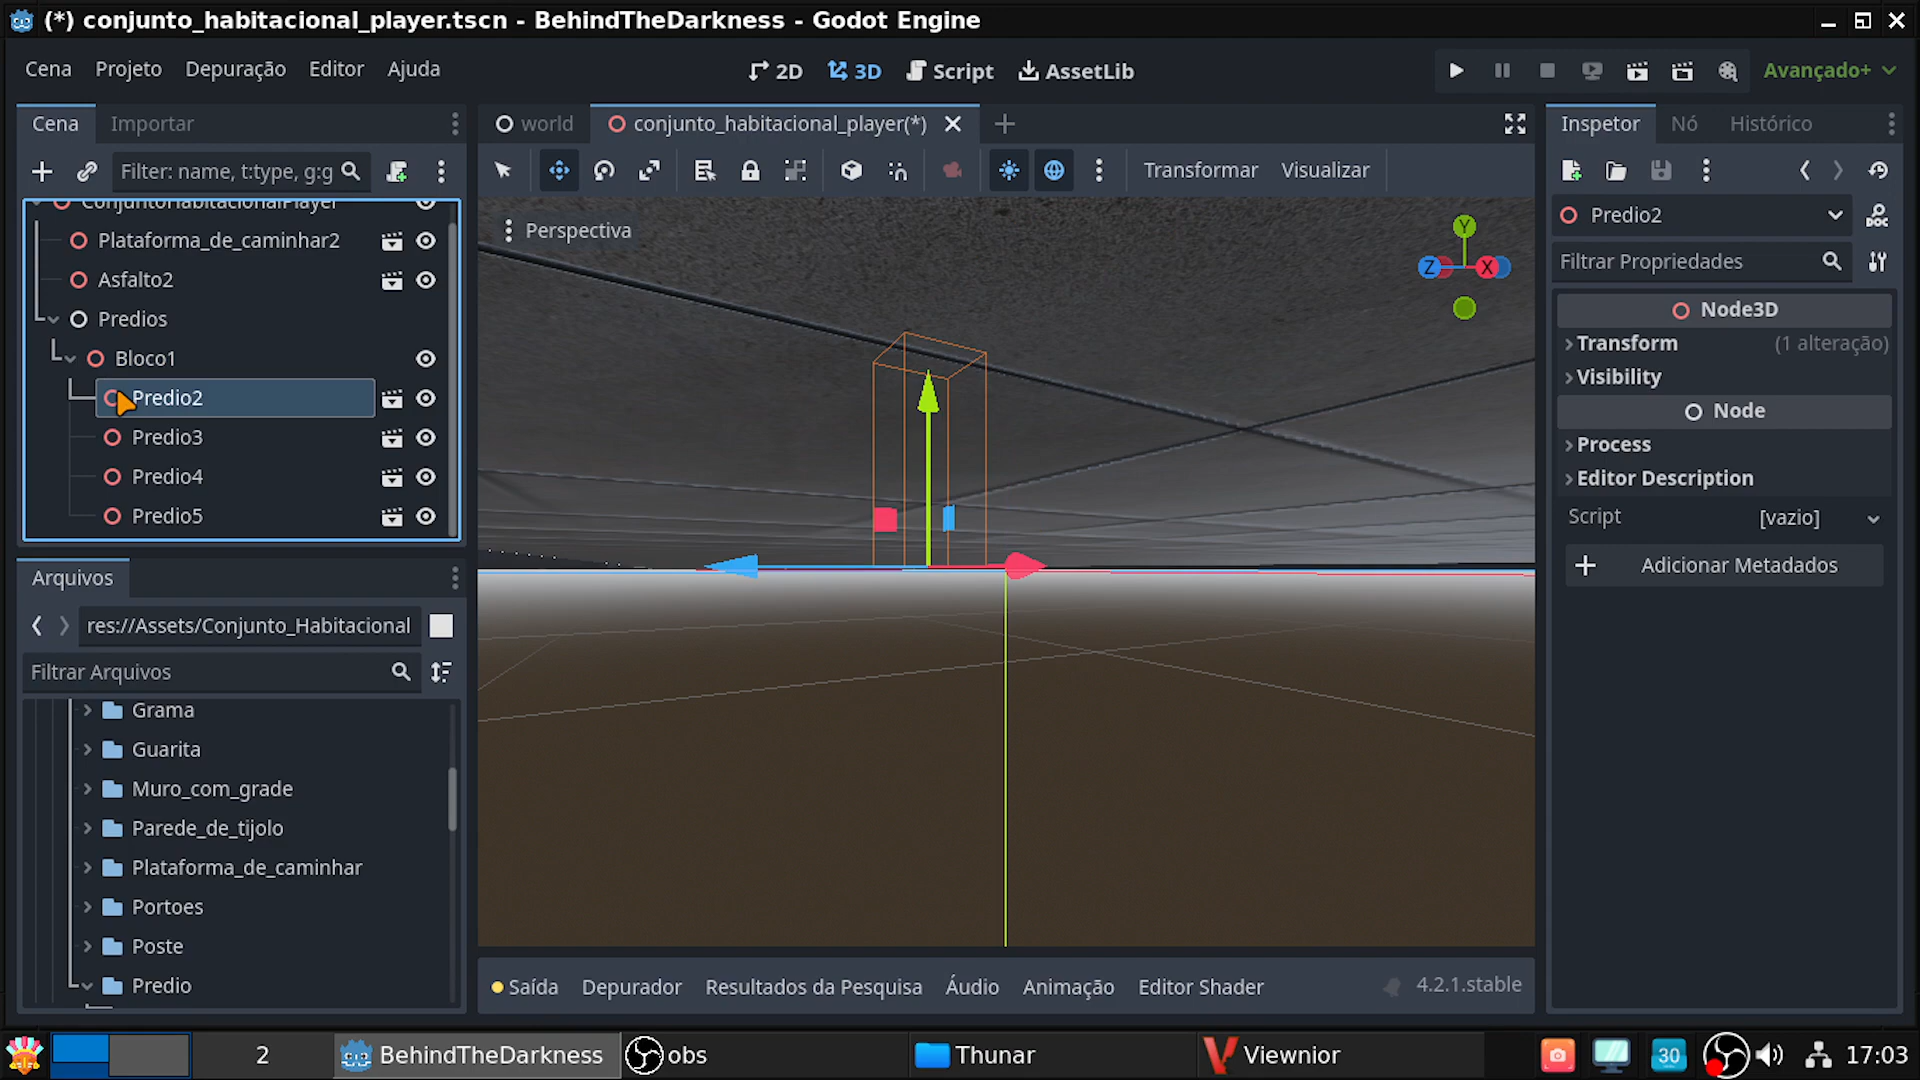 (*) conjunto_habitacional_player.tscn - BehindTheDarkness - Godot Engine
Cena Projeto Depuração Editor Ajuda
2D 3D Script AssetLib
Avançado+
Cena Importar
world conjunto_habitacional_player(*)
Inspetor Nó Histórico
Filter: name, t:type, g:g
Transformar Visualizar
ConjuntoHabitacionalPlayer
Plataforma_de_caminhar2
Asfalto2
Predios
Bloco1
Predio2
Predio3
Predio4
Predio5
Perspectiva
Y
Z
X
Predio2
DOC
Filtrar Propriedades
Node3D
Transform (1 alteração)
Visibility
Node
Process
Editor Description
Script [vazio]
Adicionar Metadados
Arquivos
res://Assets/Conjunto_Habitacional
Filtrar Arquivos
Grama
Guarita
Muro_com_grade
Parede_de_tijolo
Plataforma_de_caminhar
Portoes
Poste
Predio
Saída Depurador Resultados da Pesquisa Áudio Animação Editor Shader 4.2.1.stable
2 BehindTheDarkness obs Thunar Viewnior 30 17:03